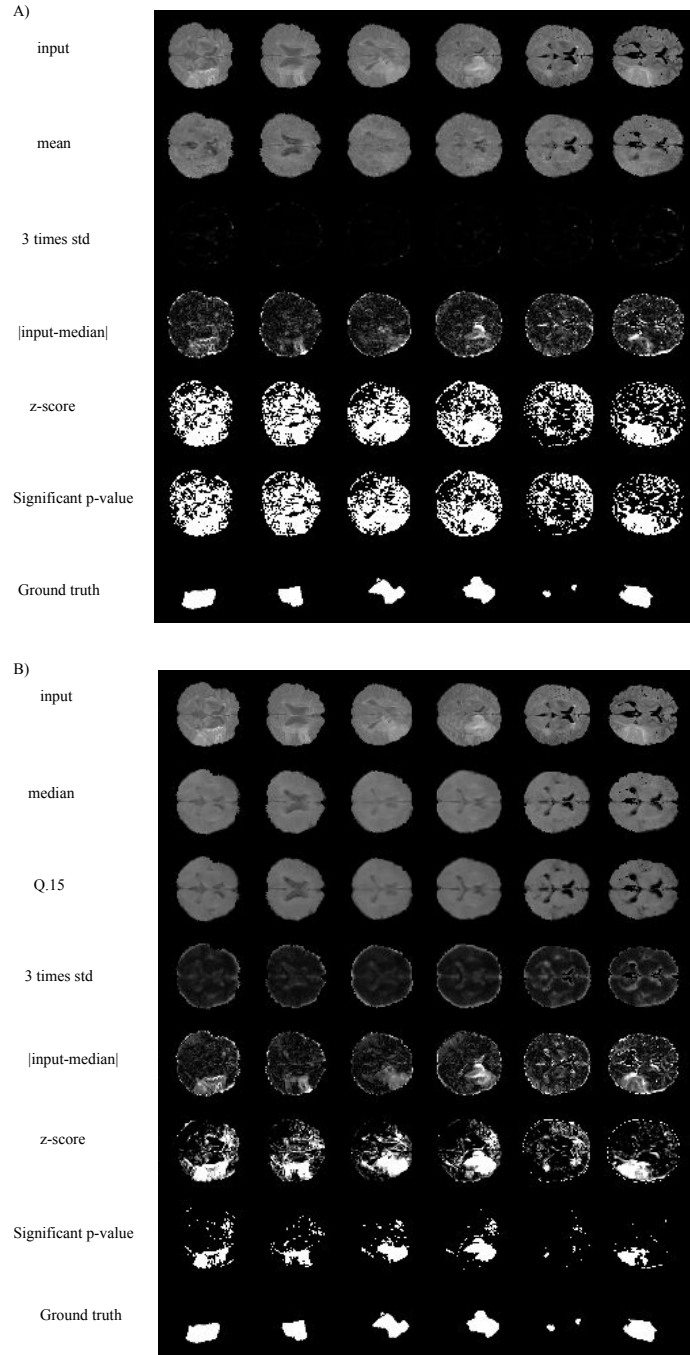 A)
input
mean
3 times std
|input-median|
z-score
Significant p-value
Ground truth
B)
input
median
Q.15
3 times std
|input-median|
z-score
Significant p-value
Ground truth